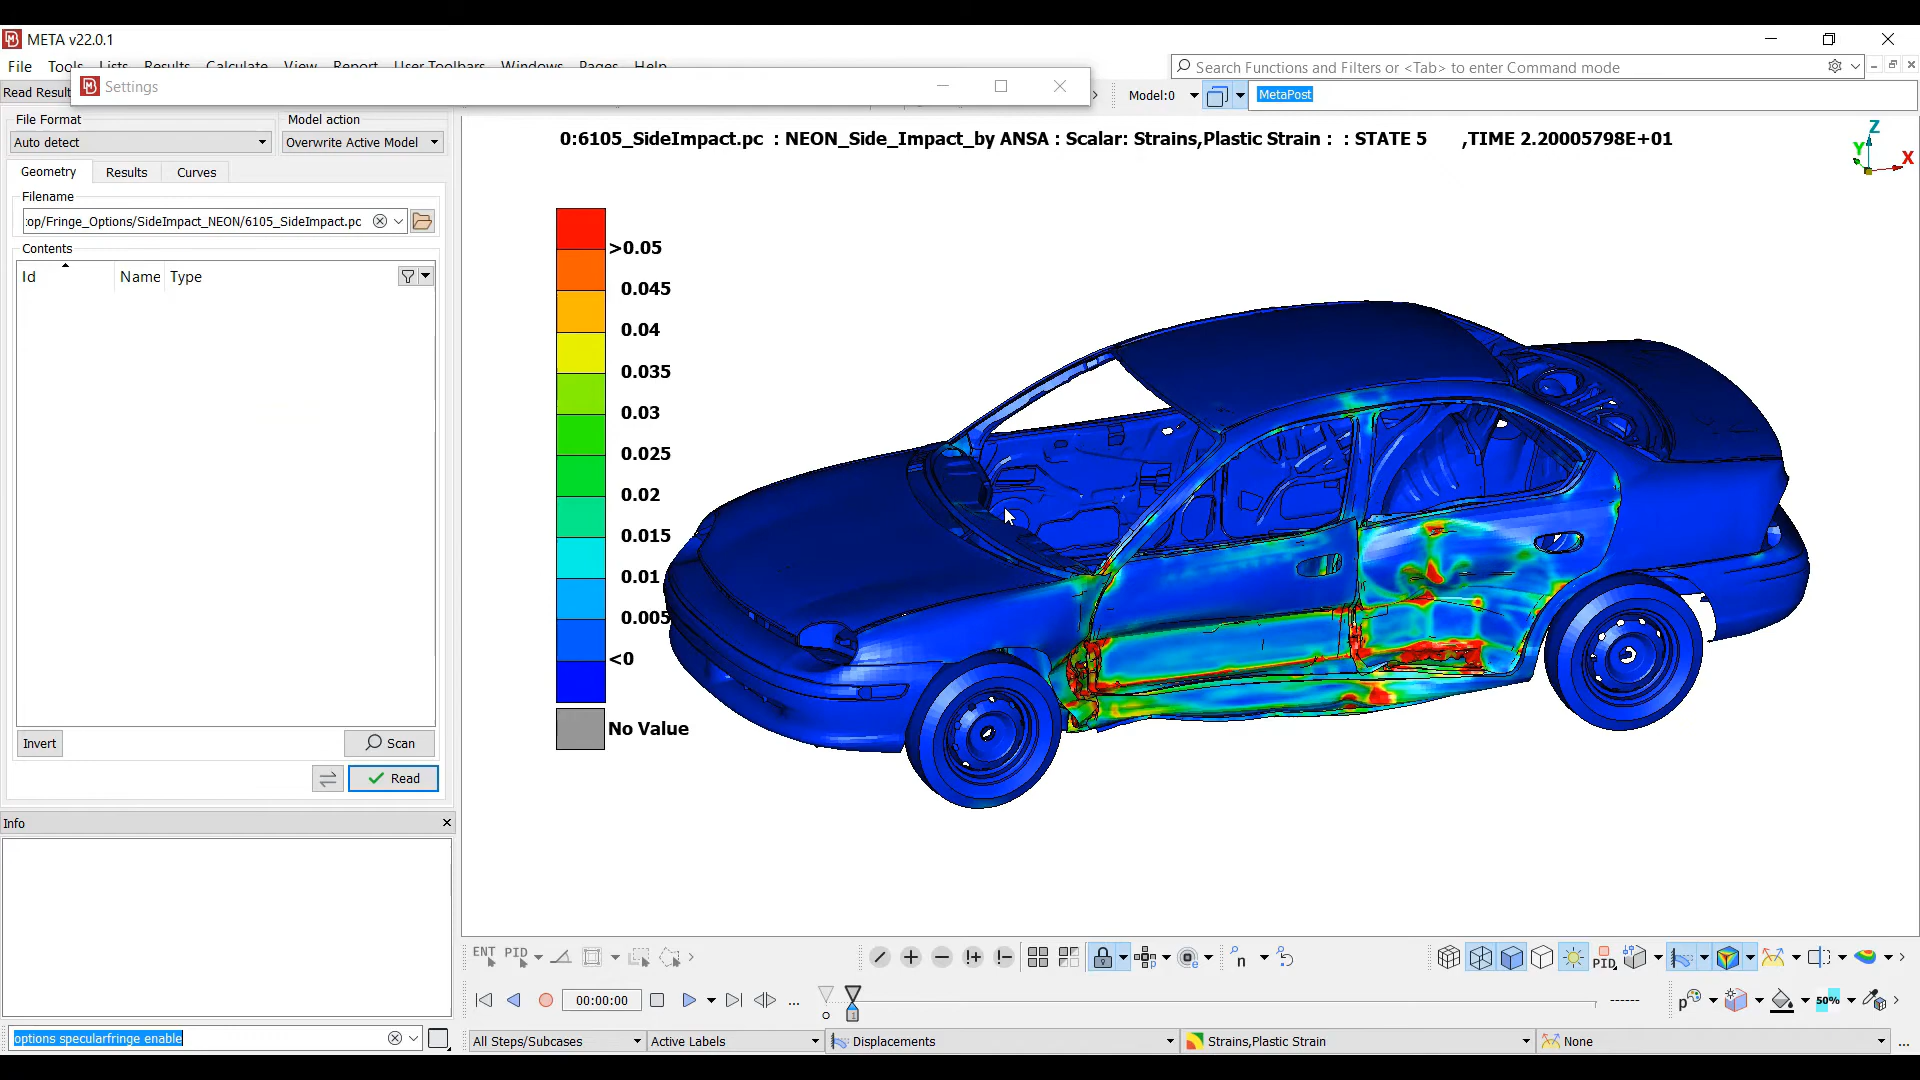 META v22.0.1
File Tools Lists Results Calculate View Report User Toolbars Windows Pages Help
Settings
Search Functions and Filters or <Tab> to enter Command mode
Read Result
Model:0
MetaPost
File Format
Model action
Auto detect
Overwrite Active Model
0:6105_SideImpact.pc : NEON_Side_Impact_by ANSA : Scalar: Strains,Plastic Strain : : STATE 5 ,TIME 2.20005798E+01
Z
Y
X
Geometry
Results
Curves
Filename
op/Fringe_Options/SideImpact_NEON/6105_SideImpact.pc
Contents
Id
Name
Type
>0.05
0.045
0.04
0.035
0.03
0.025
0.02
0.015
0.01
0.005
<0
No Value
Invert
Scan
Read
Info
ENT
PID
n
PID
00:00:00
------
p
50%
...
options specularfringe enable
All Steps/Subcases
Active Labels
Displacements
Strains,Plastic Strain
None
...